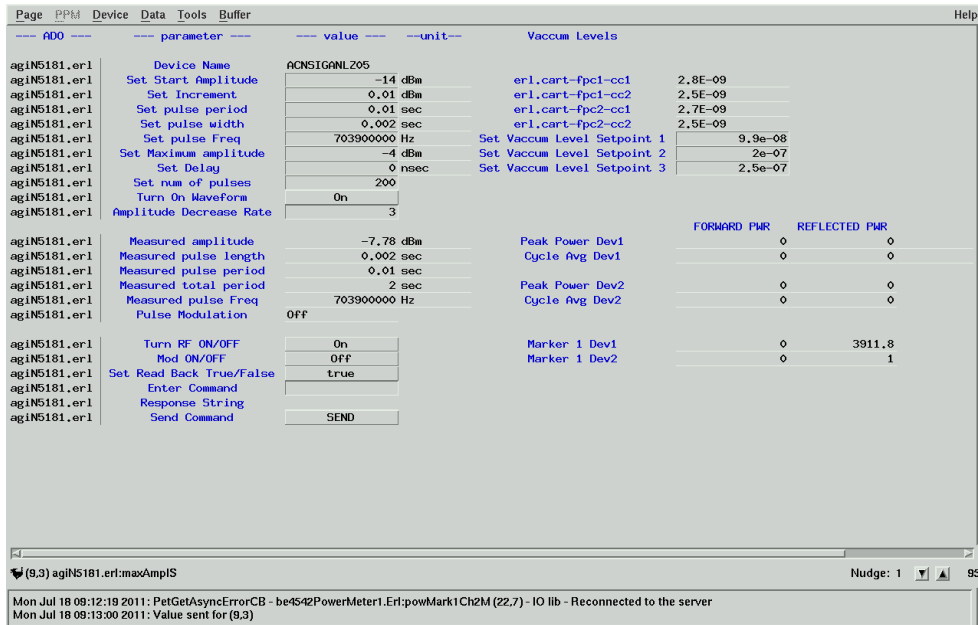 Page PPM Device Data Tools Buffer Help
--- ADO --- --- parameter --- --- value --- --unit-- Vaccum Levels
agiN5181.erl Device Name ACNSIGANLZ05
agiN5181.erl Set Start Amplitude -14 dBm erl.cart-fpc1-cc1 2.8E-09
agiN5181.erl Set Increment 0.01 dBm erl.cart-fpc1-cc2 2.5E-09
agiN5181.erl Set pulse period 0.01 sec erl.cart-fpc2-cc1 2.7E-09
agiN5181.erl Set pulse width 0.002 sec erl.cart-fpc2-cc2 2.5E-09
agiN5181.erl Set pulse Freq 703900000 Hz Set Vaccum Level Setpoint 1 9.9e-08
agiN5181.erl Set Maximum amplitude -4 dBm Set Vaccum Level Setpoint 2 2e-07
agiN5181.erl Set Delay 0 nsec Set Vaccum Level Setpoint 3 2.5e-07
agiN5181.erl Set num of pulses 200
agiN5181.erl Turn On Waveform On
agiN5181.erl Amplitude Decrease Rate 3
FORWARD PWR REFLECTED PWR
agiN5181.erl Measured amplitude -7.78 dBm Peak Power Dev1 0 0
agiN5181.erl Measured pulse length 0.002 sec Cycle Avg Dev1 0 0
agiN5181.erl Measured pulse period 0.01 sec
agiN5181.erl Measured total period 2 sec Peak Power Dev2 0 0
agiN5181.erl Measured pulse Freq 703900000 Hz Cycle Avg Dev2 0 0
agiN5181.erl Pulse Modulation Off
agiN5181.erl Turn RF ON/OFF On Marker 1 Dev1 0 3911.8
agiN5181.erl Mod ON/OFF Off Marker 1 Dev2 0 1
agiN5181.erl Set Read Back True/False true
agiN5181.erl Enter Command
agiN5181.erl Response String
agiN5181.erl Send Command SEND
(9,3) agiN5181.erl:maxAmplS Nudge: 1 95
Mon Jul 18 09:12:19 2011: PetGetAsyncErrorCB - be4542PowerMeter1.Erl:powMark1Ch2M (22,7) - IO lib - Reconnected to the server
Mon Jul 18 09:13:00 2011: Value sent for (9,3)